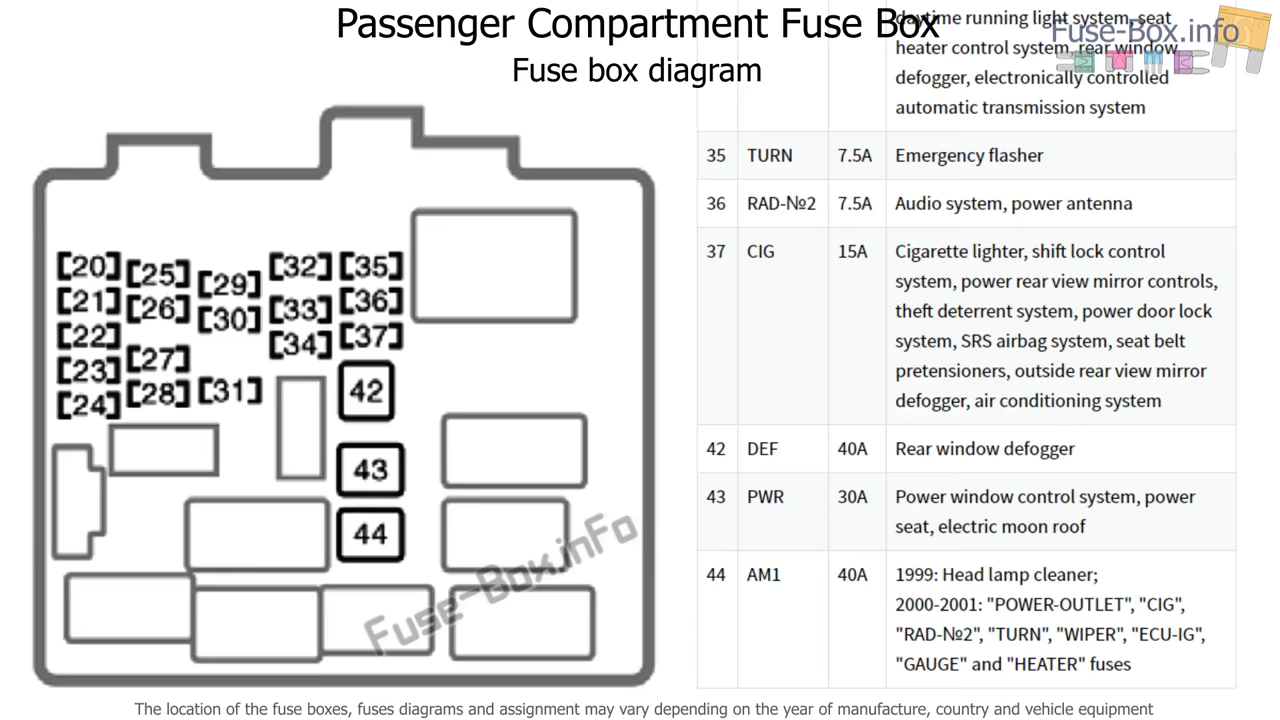 Passenger Compartment Fuse Box
Fuse box diagram
Fuse-Box.info
daytime running light system, seat
heater control system, rear window
defogger, electronically controlled
automatic transmission system
35 TURN 7.5A Emergency flasher
36 RAD-№2 7.5A Audio system, power antenna
37 CIG 15A Cigarette lighter, shift lock control
system, power rear view mirror controls,
theft deterrent system, power door lock
system, SRS airbag system, seat belt
pretensioners, outside rear view mirror
defogger, air conditioning system
42 DEF 40A Rear window defogger
43 PWR 30A Power window control system, power
seat, electric moon roof
44 AM1 40A 1999: Head lamp cleaner;
2000-2001: "POWER-OUTLET", "CIG",
"RAD-№2", "TURN", "WIPER", "ECU-IG",
"GAUGE" and "HEATER" fuses
[20] [25] [29] [32] [35]
[21] [26] [30] [33] [36]
[22] [27] [34] [37]
[23] [28] [31] 42
[24]
43
44
Fuse-Box.inFo
The location of the fuse boxes, fuses diagrams and assignment may vary depending on the year of manufacture, country and vehicle equipment